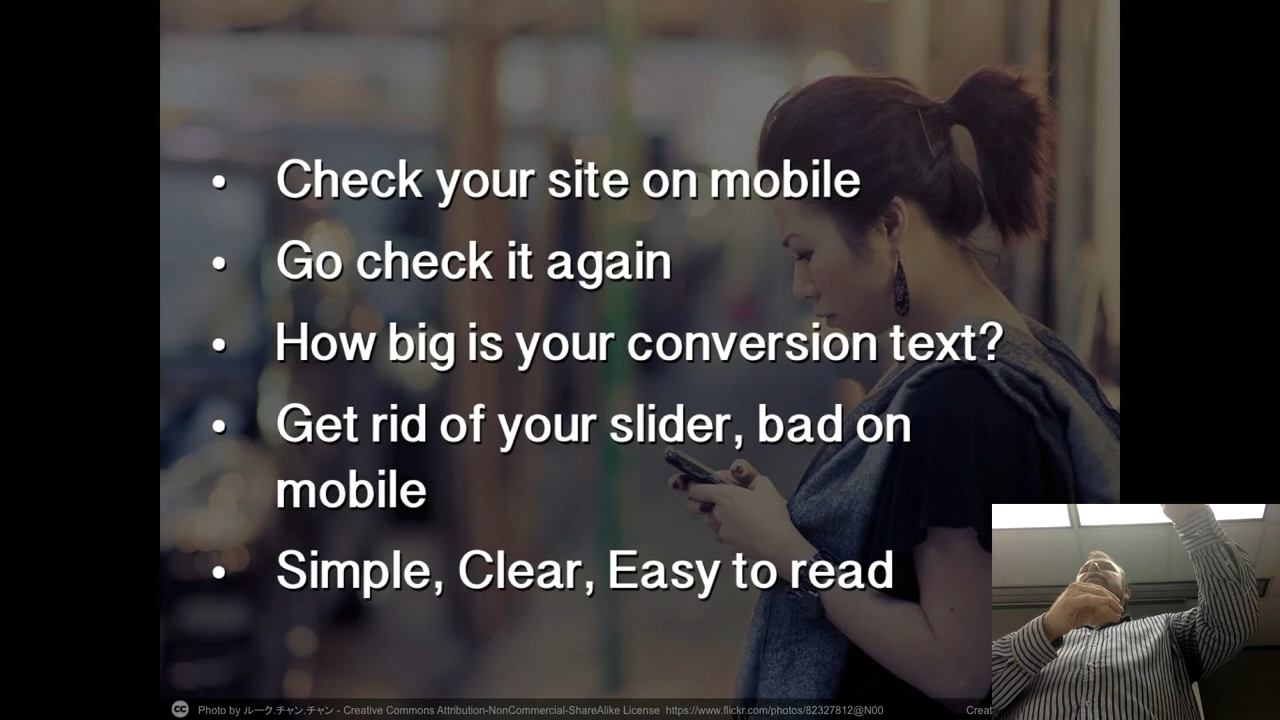 • Check your site on mobile
• Go check it again
• How big is your conversion text?
• Get rid of your slider, bad on
mobile
• Simple, Clear, Easy to read
cc Photo by ルーク.チャン.チャン - Creative Commons Attribution-NonCommercial-ShareAlike License https://www.flickr.com/photos/82327812@N00 Creat